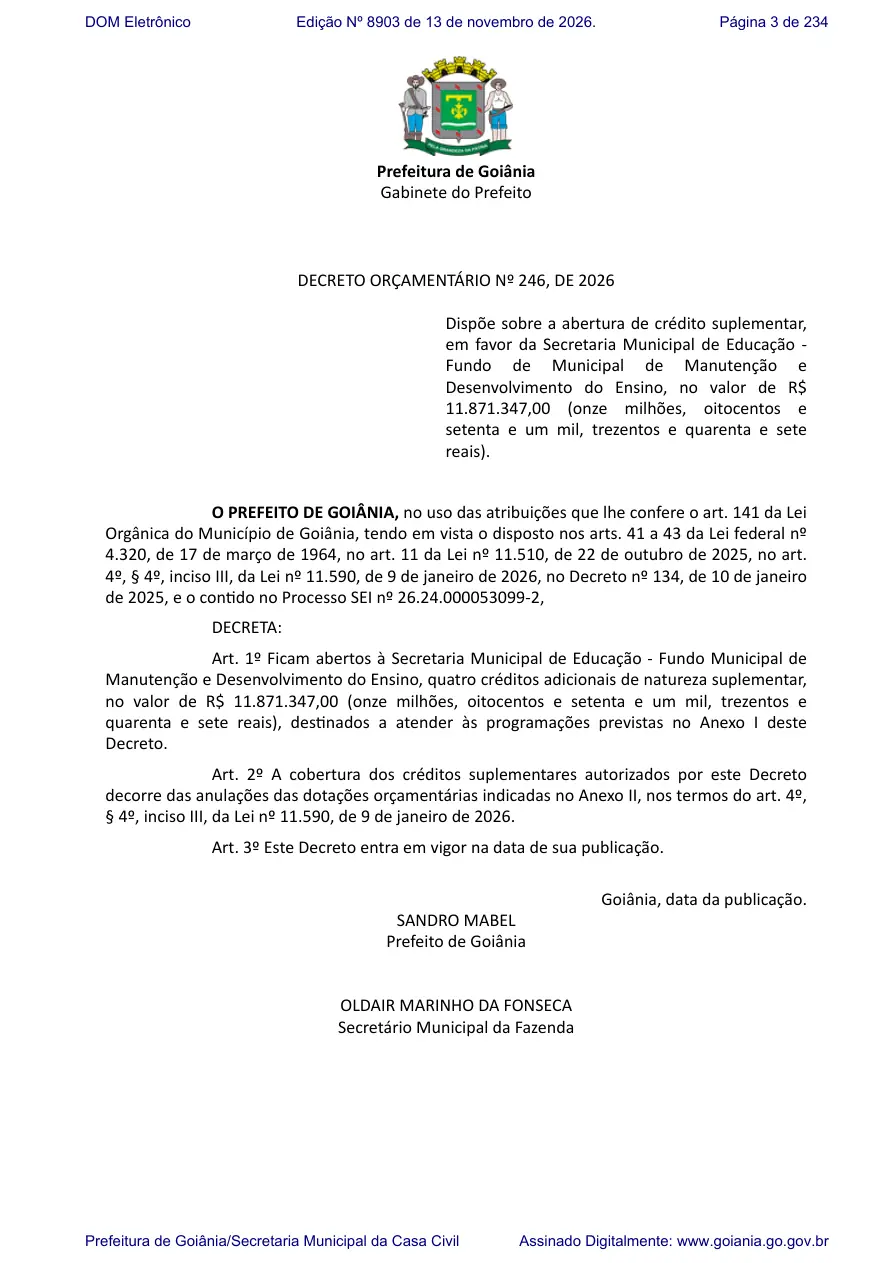 DOM Eletrônico Edição Nº 8903 de 13 de novembro de 2026. Página 3 de 234
PELA GRANDEZA DA PÁTRIA
Prefeitura de Goiânia
Gabinete do Prefeito
DECRETO ORÇAMENTÁRIO Nº 246, DE 2026
Dispõe sobre a abertura de crédito suplementar,
em favor da Secretaria Municipal de Educação -
Fundo de Municipal de Manutenção e
Desenvolvimento do Ensino, no valor de R$
11.871.347,00 (onze milhões, oitocentos e
setenta e um mil, trezentos e quarenta e sete
reais).
O PREFEITO DE GOIÂNIA, no uso das atribuições que lhe confere o art. 141 da Lei
Orgânica do Município de Goiânia, tendo em vista o disposto nos arts. 41 a 43 da Lei federal nº
4.320, de 17 de março de 1964, no art. 11 da Lei nº 11.510, de 22 de outubro de 2025, no art.
4º, § 4º, inciso III, da Lei nº 11.590, de 9 de janeiro de 2026, no Decreto nº 134, de 10 de janeiro
de 2025, e o contido no Processo SEI nº 26.24.000053099-2,
DECRETA:
Art. 1º Ficam abertos à Secretaria Municipal de Educação - Fundo Municipal de
Manutenção e Desenvolvimento do Ensino, quatro créditos adicionais de natureza suplementar,
no valor de R$ 11.871.347,00 (onze milhões, oitocentos e setenta e um mil, trezentos e
quarenta e sete reais), destinados a atender às programações previstas no Anexo I deste
Decreto.
Art. 2º A cobertura dos créditos suplementares autorizados por este Decreto
decorre das anulações das dotações orçamentárias indicadas no Anexo II, nos termos do art. 4º,
§ 4º, inciso III, da Lei nº 11.590, de 9 de janeiro de 2026.
Art. 3º Este Decreto entra em vigor na data de sua publicação.
Goiânia, data da publicação.
SANDRO MABEL
Prefeito de Goiânia
OLDAIR MARINHO DA FONSECA
Secretário Municipal da Fazenda
Prefeitura de Goiânia/Secretaria Municipal da Casa Civil Assinado Digitalmente: www.goiania.go.gov.br